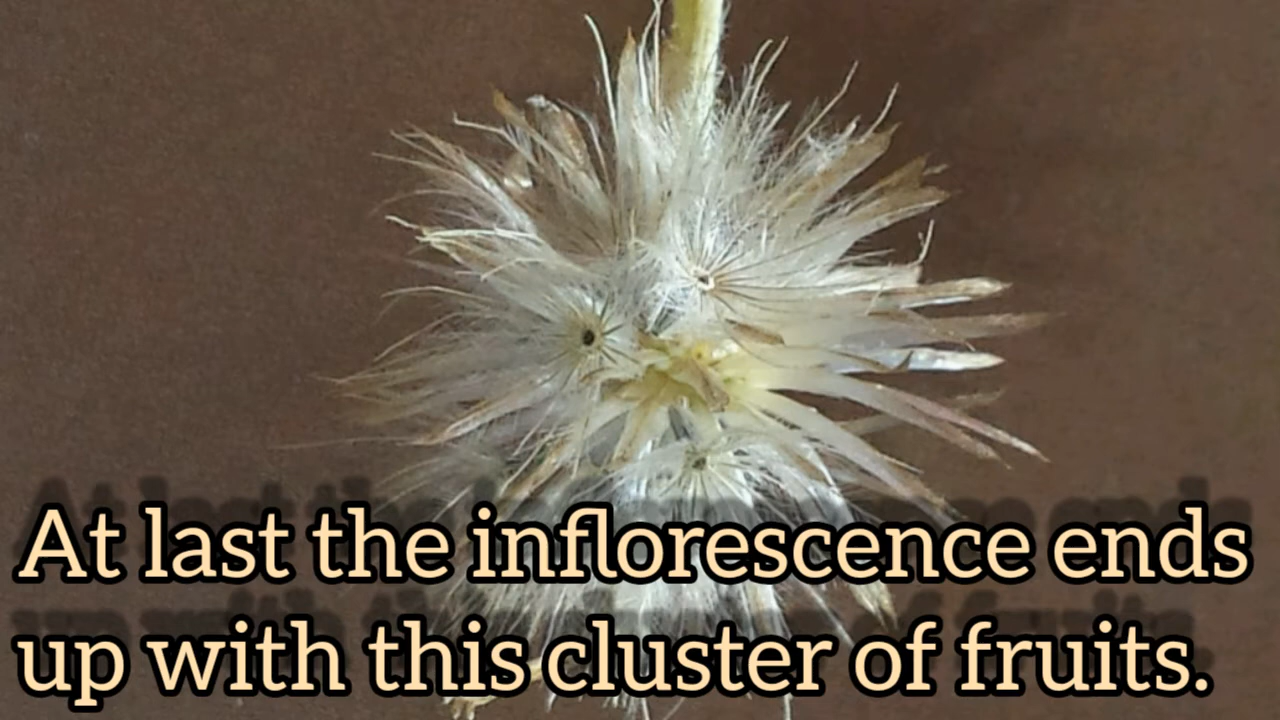 At last the inflorescence ends
up with this cluster of fruits.